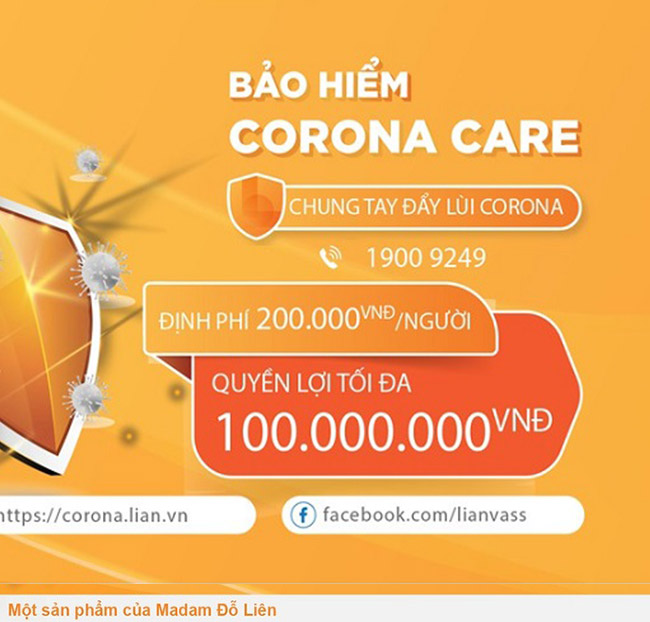 BẢO HIỂM
CORONA CARE
CHUNG TAY ĐẨY LÙI CORONA
1900 9249
ĐỊNH PHÍ 200.000VNĐ/NGƯỜI
QUYỀN LỢI TỐI ĐA
100.000.000VNĐ
https://corona.lian.vn
facebook.com/lianvass
Một sản phẩm của Madam Đỗ Liên